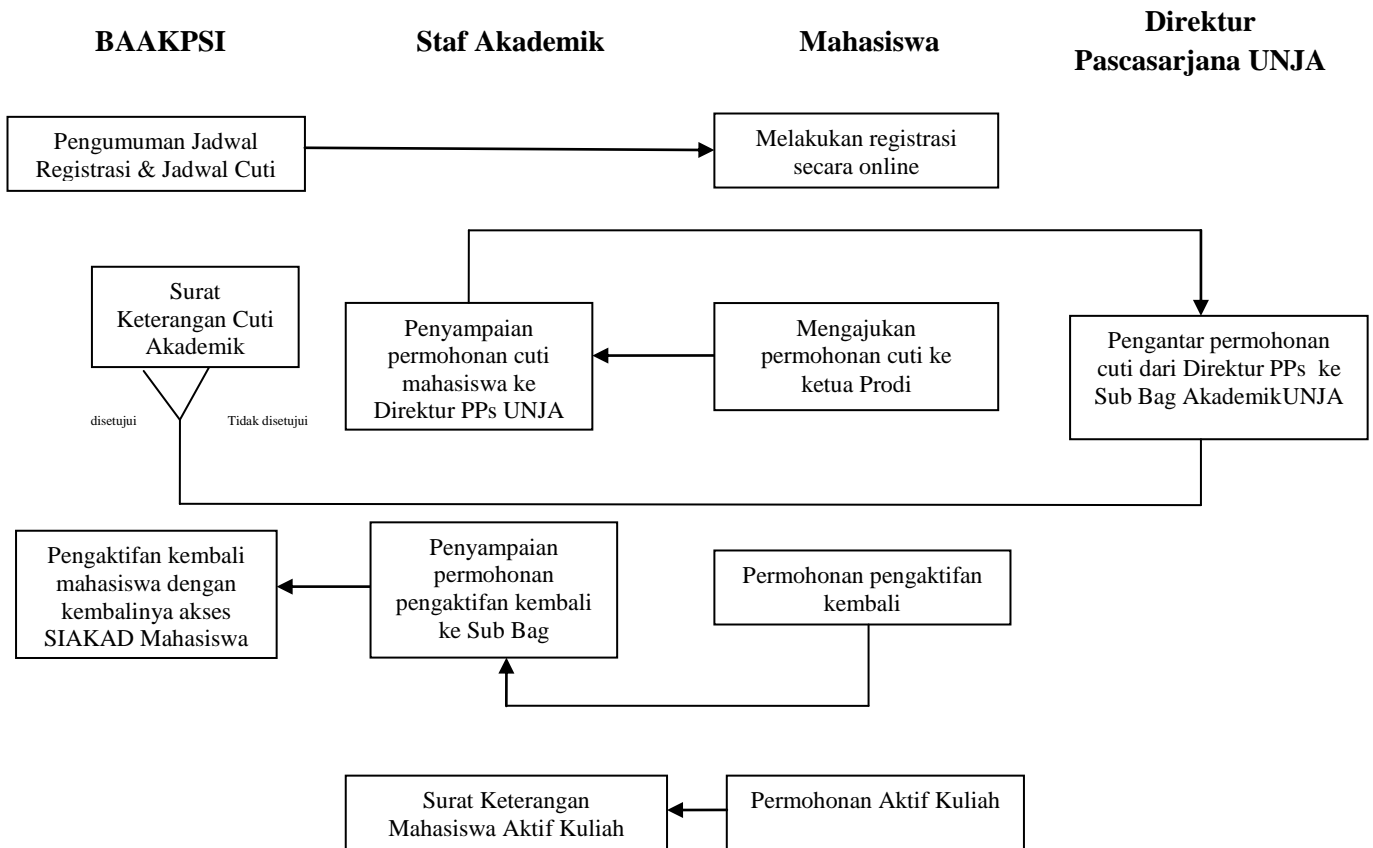 BAAKPSI
Staf Akademik
Mahasiswa
Direktur
Pascasarjana UNJA
Pengumuman Jadwal
Registrasi & Jadwal Cuti
Melakukan registrasi
secara online
Surat
Keterangan Cuti
Akademik
disetujui
Tidak disetujui
Penyampaian
permohonan cuti
mahasiswa ke
Direktur PPs UNJA
Mengajukan
permohonan cuti ke
ketua Prodi
Pengantar permohonan
cuti dari Direktur PPs ke
Sub Bag AkademikUNJA
Pengaktifan kembali
mahasiswa dengan
kembalinya akses
SIAKAD Mahasiswa
Penyampaian
permohonan
pengaktifan kembali
ke Sub Bag
Permohonan pengaktifan
kembali
Surat Keterangan
Mahasiswa Aktif Kuliah
Permohonan Aktif Kuliah